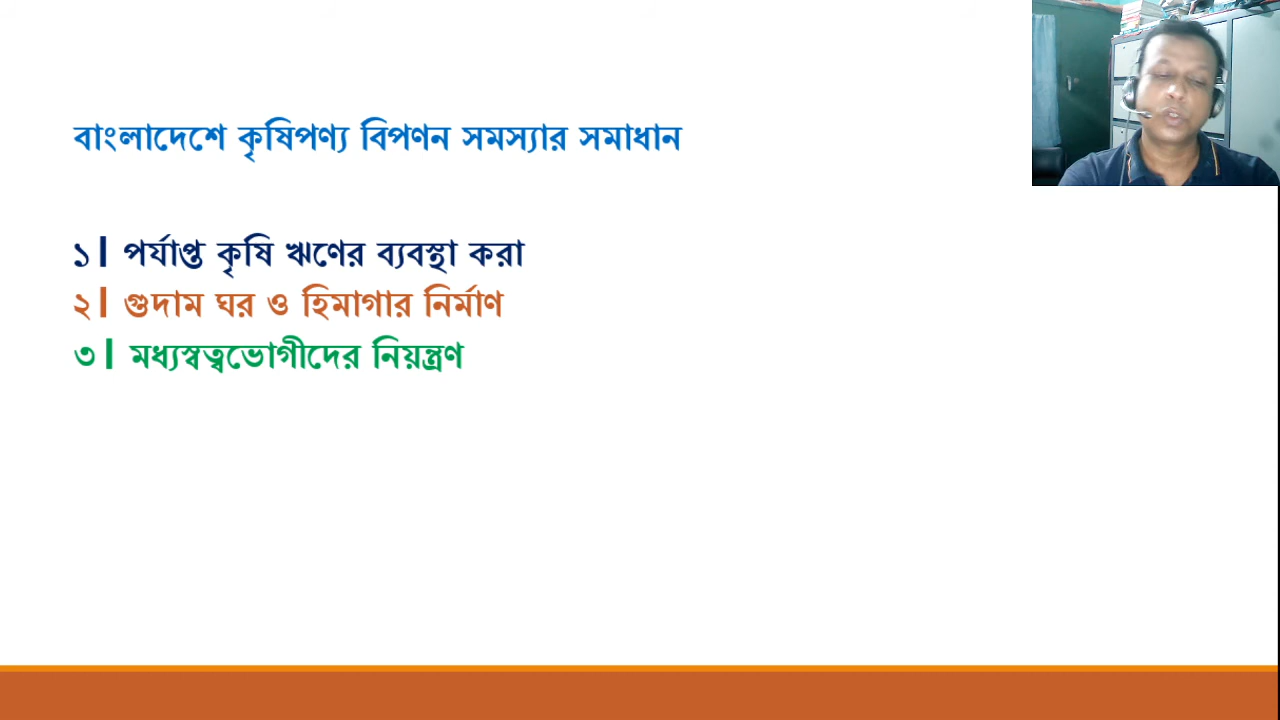 বাংলাদেশে কৃষিপণ্য বিপণন সমস্যার সমাধান
১। পর্যাপ্ত কৃষি ঋণের ব্যবস্থা করা
২। গুদাম ঘর ও হিমাগার নির্মাণ
৩। মধ্যস্বত্বভোগীদের নিয়ন্ত্রণ